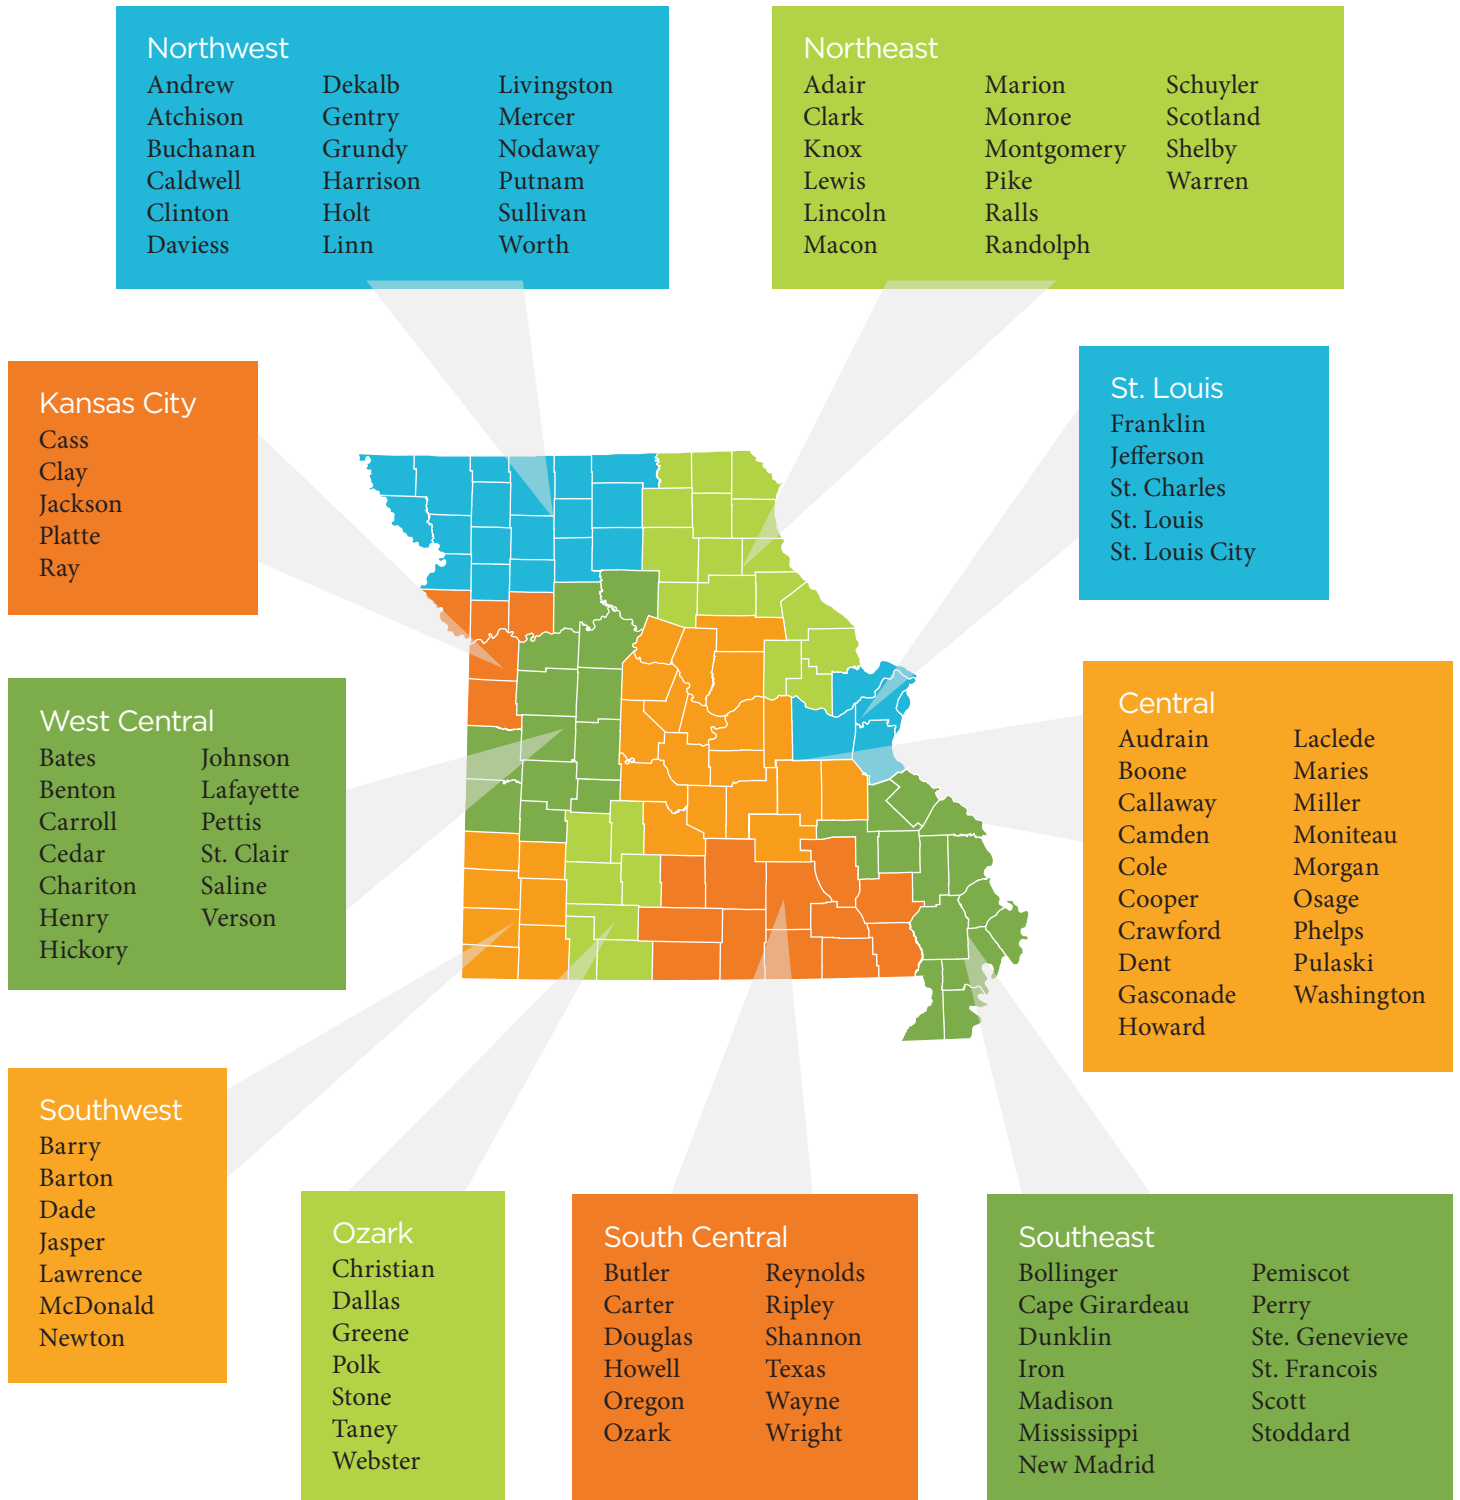 Northwest
Andrew
Atchison
Buchanan
Caldwell
Clinton
Daviess
Dekalb
Gentry
Grundy
Harrison
Holt
Linn
Livingston
Mercer
Nodaway
Putnam
Sullivan
Worth
Northeast
Adair
Clark
Knox
Lewis
Lincoln
Macon
Marion
Monroe
Montgomery
Pike
Ralls
Randolph
Schuyler
Scotland
Shelby
Warren
Kansas City
Cass
Clay
Jackson
Platte
Ray
St. Louis
Franklin
Jefferson
St. Charles
St. Louis
St. Louis City
West Central
Bates
Benton
Carroll
Cedar
Chariton
Henry
Hickory
Johnson
Lafayette
Pettis
St. Clair
Saline
Verson
Central
Audrain
Boone
Callaway
Camden
Cole
Cooper
Crawford
Dent
Gasconade
Howard
Laclede
Maries
Miller
Moniteau
Morgan
Osage
Phelps
Pulaski
Washington
Southwest
Barry
Barton
Dade
Jasper
Lawrence
McDonald
Newton
Ozark
Christian
Dallas
Greene
Polk
Stone
Taney
Webster
South Central
Butler
Carter
Douglas
Howell
Oregon
Ozark
Reynolds
Ripley
Shannon
Texas
Wayne
Wright
Southeast
Bollinger
Cape Girardeau
Dunklin
Iron
Madison
Mississippi
New Madrid
Pemiscot
Perry
Ste. Genevieve
St. Francois
Scott
Stoddard